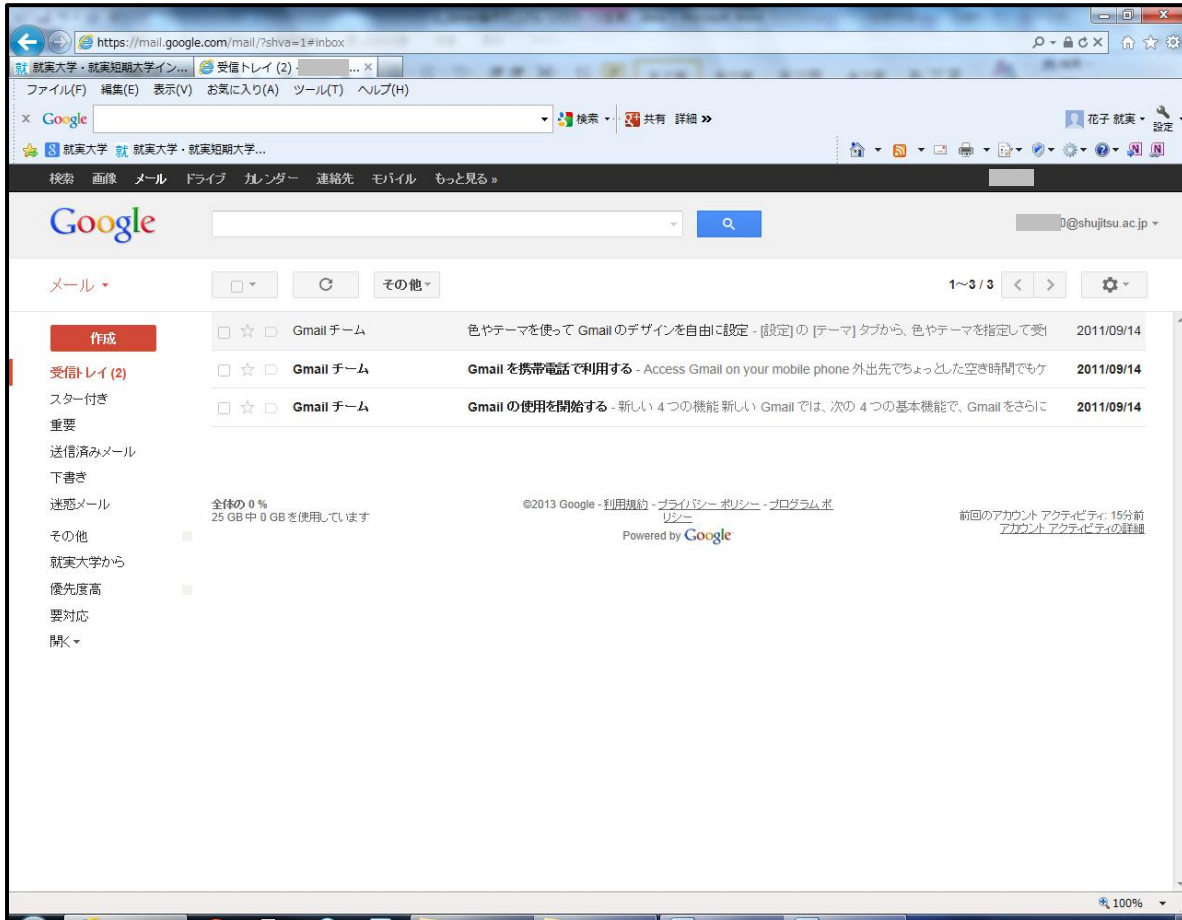 https://mail.google.com/mail/?shva=1#inbox
就実大学・就実短期大学イン... 受信トレイ (2) - ...
ファイル(F) 編集(E) 表示(V) お気に入り(A) ツール(T) ヘルプ(H)
Google 検索 共有 詳細 » 花子 就実 設定
就実大学 就実大学・就実短期大学...
検索 画像 メール ドライブ カレンダー 連絡先 モバイル もっと見る »
Google 0@shujitsu.ac.jp
メール その他 1～3 / 3
作成
Gmail チーム 色やテーマを使って Gmail のデザインを自由に設定 - [設定] の [テーマ] タブから、色やテーマを指定して受 2011/09/14
受信トレイ (2)
Gmail チーム Gmail を携帯電話で利用する - Access Gmail on your mobile phone 外出先でちょっとした空き時間でもケ 2011/09/14
スター付き
Gmail チーム Gmail の使用を開始する - 新しい 4 つの機能 新しい Gmail では、次の 4 つの基本機能で、Gmail をさらに 2011/09/14
重要
送信済みメール
下書き
迷惑メール
その他
就実大学から
優先度高
要対応
開く
全体の 0 %
25 GB 中 0 GB を使用しています
©2013 Google - 利用規約 - プライバシー ポリシー - プログラム ポ
リシー
Powered by Google
前回のアカウント アクティビティ: 15分前
アカウント アクティビティの詳細
100%